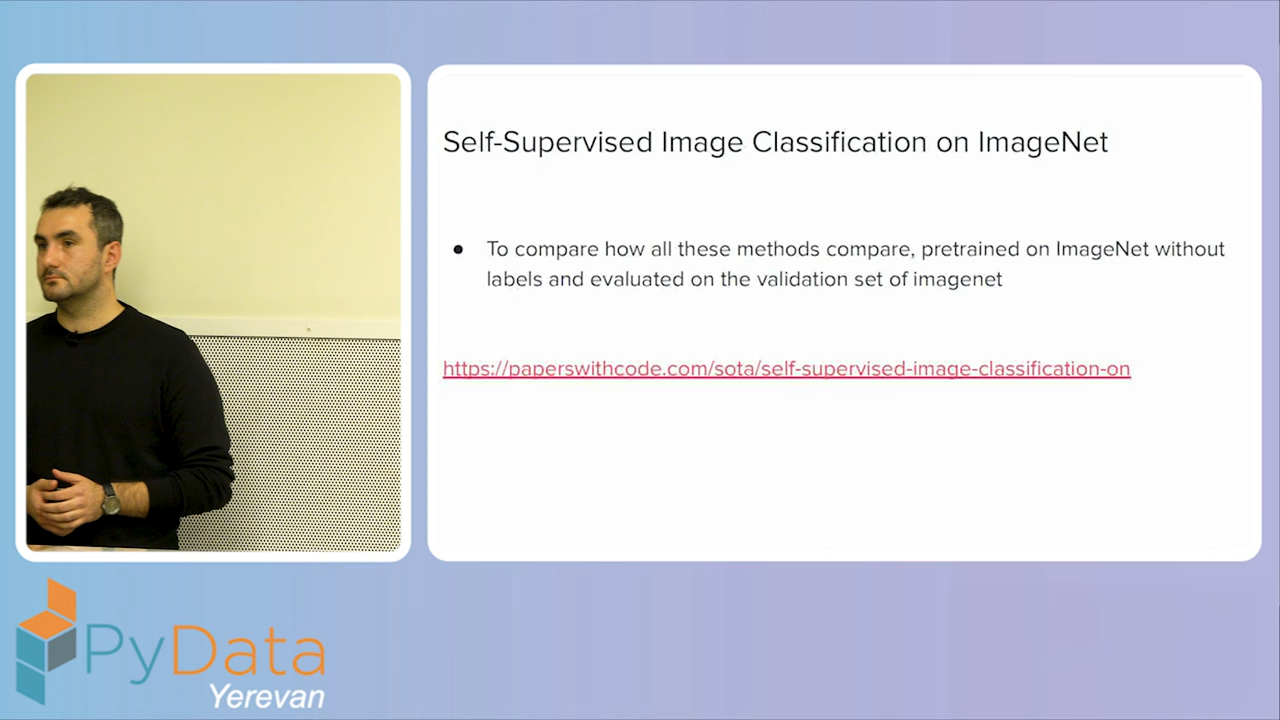 Self-Supervised Image Classification on ImageNet
● To compare how all these methods compare, pretrained on ImageNet without
labels and evaluated on the validation set of imagenet
https://paperswithcode.com/sota/self-supervised-image-classification-on
PyData
Yerevan